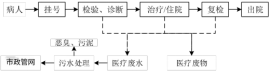 病人
挂号
检验、诊断
治疗/住院
复检
出院
恶臭、污泥
市政管网
污水处理
医疗废水
医疗废物